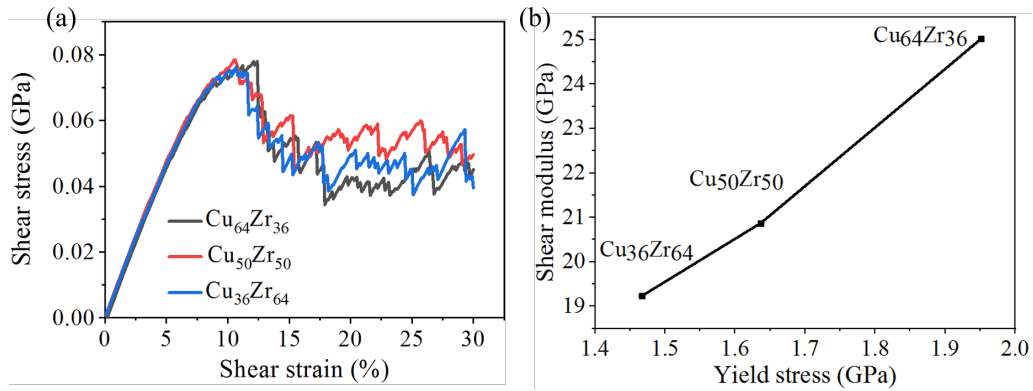 (a)
Shear stress (GPa)
0.08
0.06
0.04
0.02
0.00
Cu64Zr36
Cu50Zr50
Cu36Zr64
0 5 10 15 20 25 30
Shear strain (%)
(b)
Shear modulus (GPa)
25
24
23
22
21
20
19
Cu64Zr36
Cu50Zr50
Cu36Zr64
1.4 1.5 1.6 1.7 1.8 1.9 2.0
Yield stress (GPa)